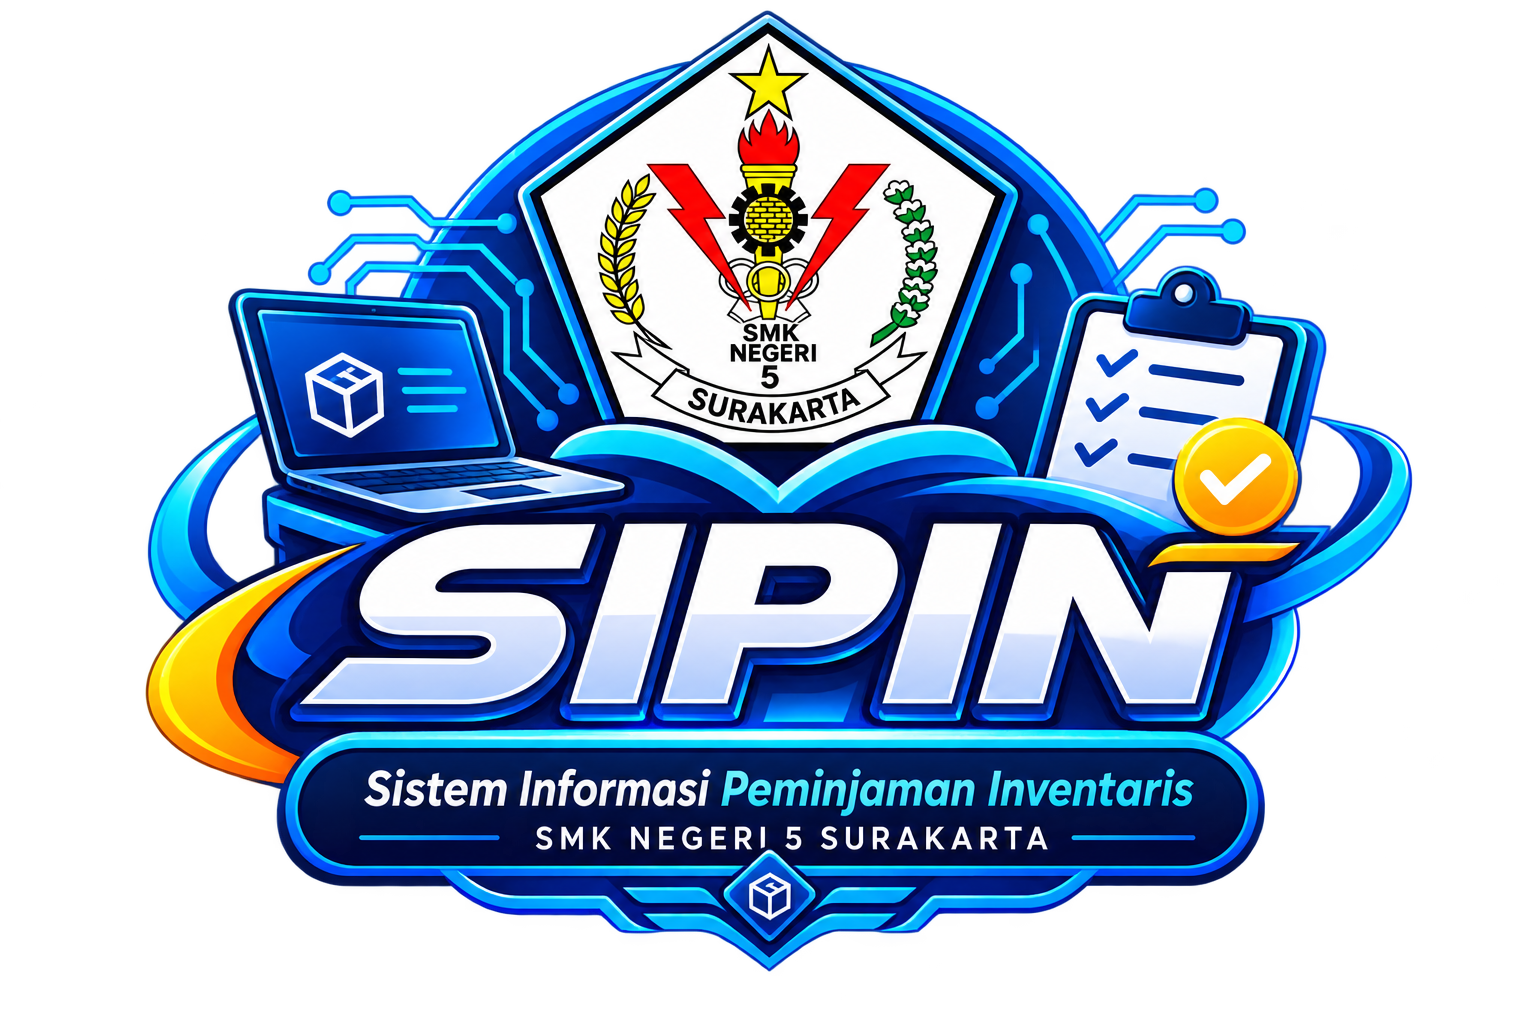 SMK
NEGERI
5
SURAKARTA
SIPIN
Sistem Informasi Peminjaman Inventaris
SMK NEGERI 5 SURAKARTA